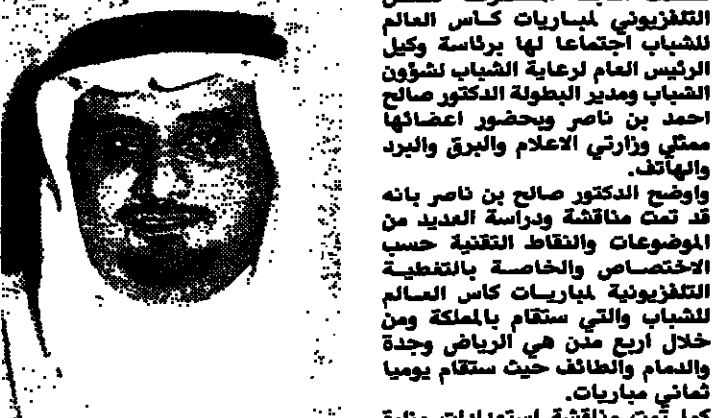 التلفزيوني لمباريات كاس العالم
للشباب اجتماعا لها برئاسة وكيل
الرئيس العام لرعاية الشباب لشؤون
الشباب ومدير البطولة الدكتور صالح
احمد بن ناصر وبحضور اعضائها
ممثلي وزارتي الاعلام والبرق والبرد
والهاتف.
واوضح الدكتور صالح بن ناصر بانه
قد تمت مناقشة ودراسة العديد من
الموضوعات والنقاط التقنية حسب
الاختصاص والخاصة بالتغطية
التلفزيونية لمباريات كاس العالم
للشباب والتي ستقام بالمملكة ومن
خلال اربع مدن هي الرياض وجدة
والدمام والطائف حيث ستقام يوميا
ثماني مباريات.
كما تمت مناقشة استعدادات